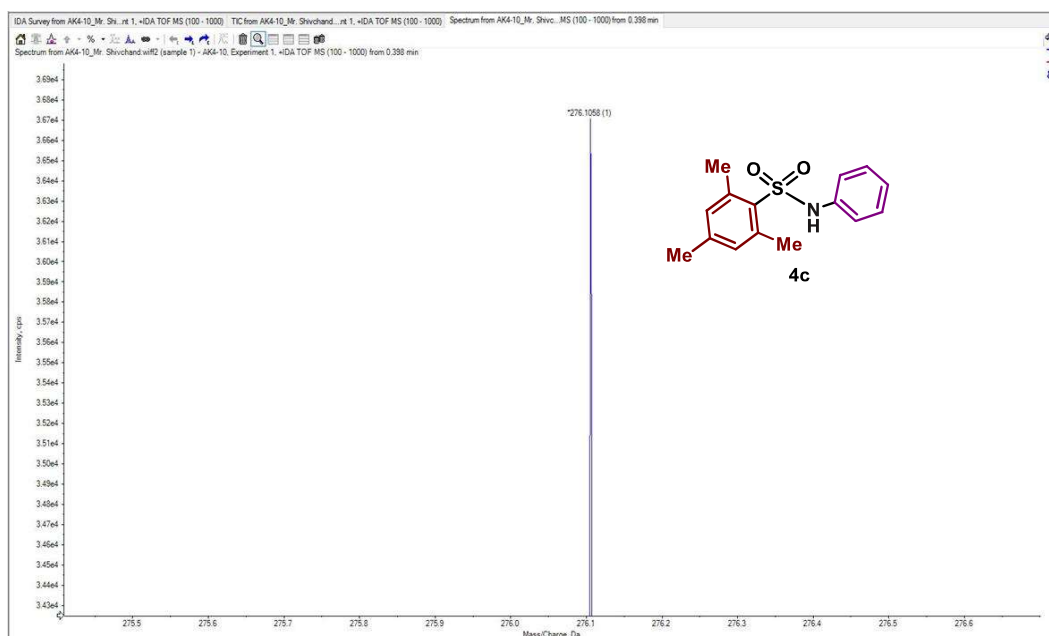 IDA Survey from AK4-10_Mr. Shi...nt 1, +IDA TOF MS (100 - 1000) TIC from AK4-10_Mr. Shivchand....nt 1, +IDA TOF MS (100 - 1000) Spectrum from AK4-10_Mr. Shivc...MS (100 - 1000) from 0.398 min
%
Spectrum from AK4-10_Mr. Shivchand.wiff2 (sample 1) - AK4-10, Experiment 1, +IDA TOF MS (100 - 1000) from 0.398 min
3.69e4
3.68e4
*276.1058 (1)
3.67e4
3.66e4
3.65e4
3.64e4
3.63e4
3.62e4
3.61e4
3.60e4
3.59e4
3.58e4
3.57e4
3.56e4
3.55e4
3.54e4
3.53e4
3.52e4
3.51e4
3.50e4
3.49e4
3.48e4
3.47e4
3.46e4
3.45e4
3.44e4
3.43e4
Intensity, cps
Me O O
S
N
H
Me
Me
4c
275.5 275.6 275.7 275.8 275.9 276.0 276.1 276.2 276.3 276.4 276.5 276.6
Mass/Charge, Da